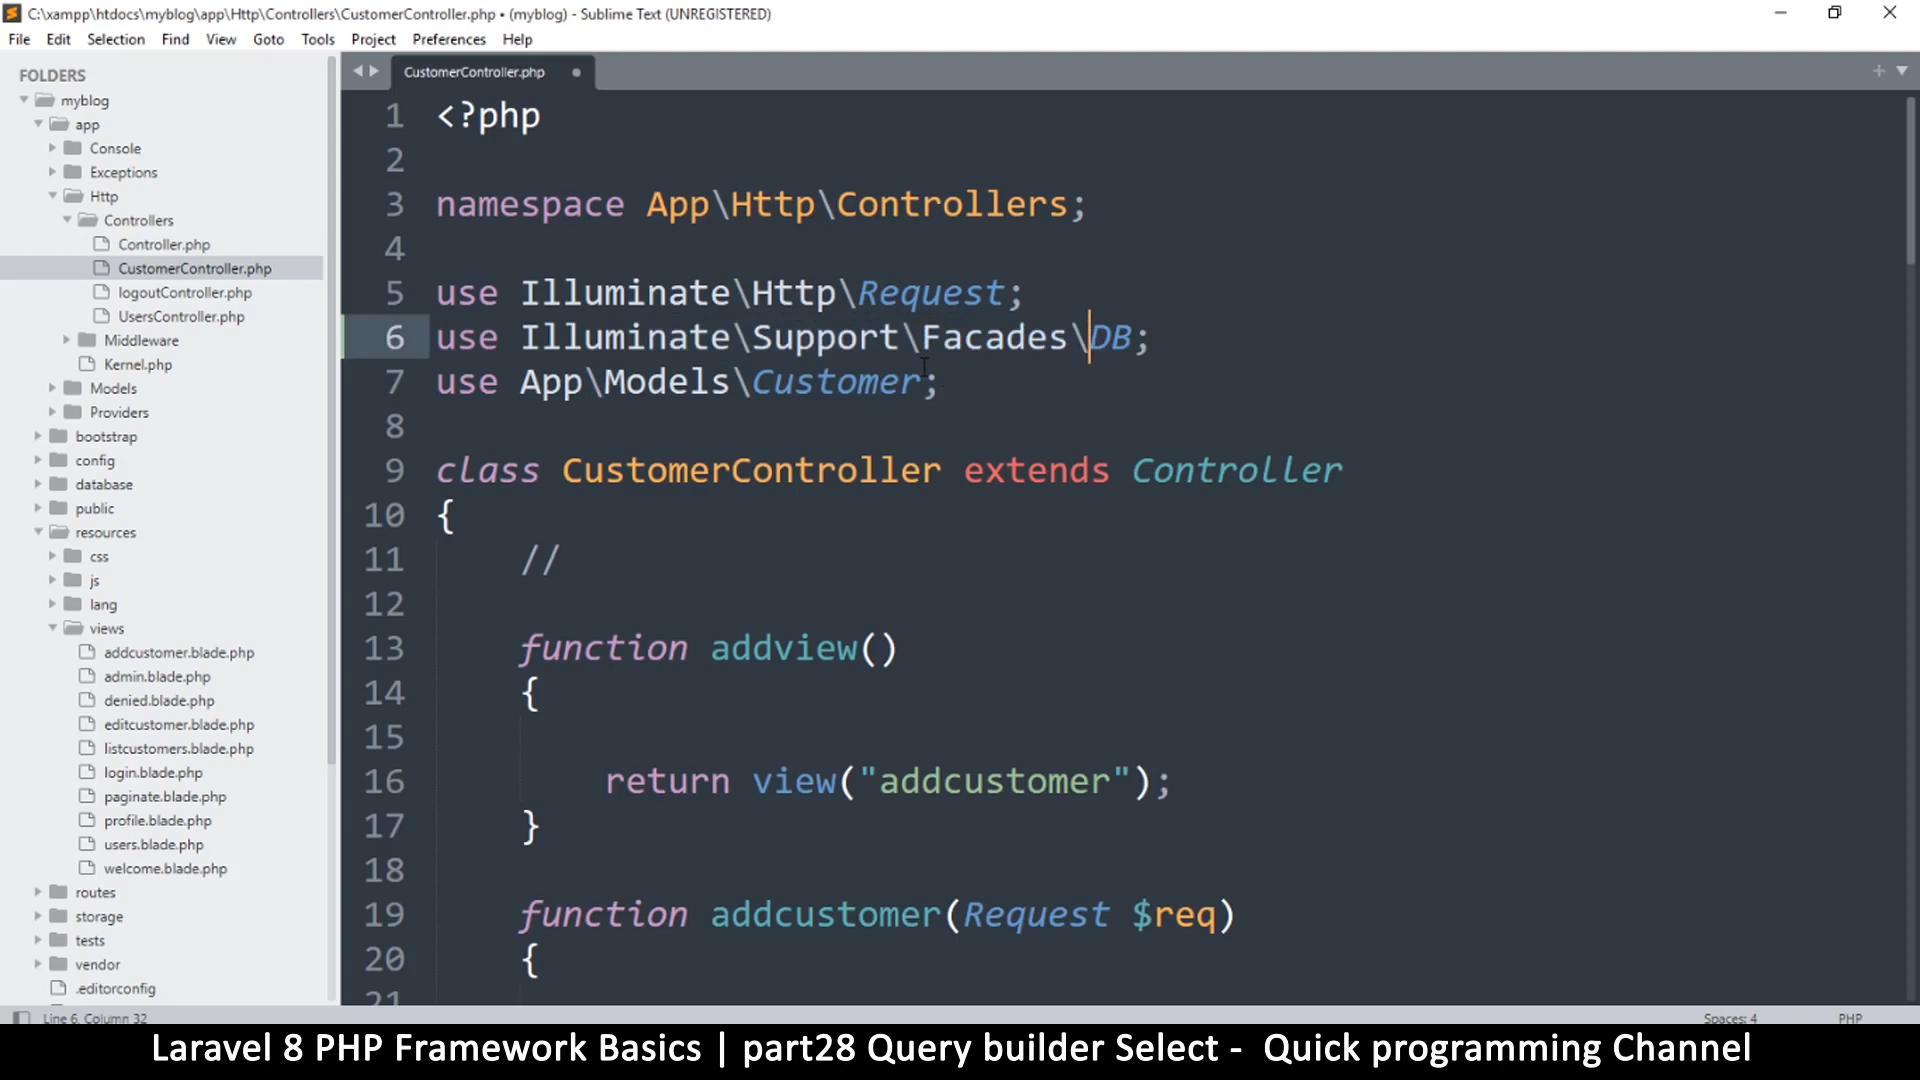 C:\xampp\htdocs\myblog\app\Http\Controllers\CustomerController.php • (myblog) - Sublime Text (UNREGISTERED)
File Edit Selection Find View Goto Tools Project Preferences Help
FOLDERS
myblog
app
Console
Exceptions
Http
Controllers
Controller.php
CustomerController.php
logoutController.php
UsersController.php
Middleware
Kernel.php
Models
Providers
bootstrap
config
database
public
resources
css
js
lang
views
addcustomer.blade.php
admin.blade.php
denied.blade.php
editcustomer.blade.php
listcustomers.blade.php
login.blade.php
paginate.blade.php
profile.blade.php
users.blade.php
welcome.blade.php
routes
storage
tests
vendor
.editorconfig
CustomerController.php
1 <?php
2
3 namespace App\Http\Controllers;
4
5 use Illuminate\Http\Request;
6 use Illuminate\Support\Facades\DB;
7 use App\Models\Customer;
8
9 class CustomerController extends Controller
10 {
11 //
12
13 function addview()
14 {
15
16 return view("addcustomer");
17 }
18
19 function addcustomer(Request $req)
20 {
21
Line 6, Column 32 Spaces: 4 PHP
Laravel 8 PHP Framework Basics | part28 Query builder Select - Quick programming Channel